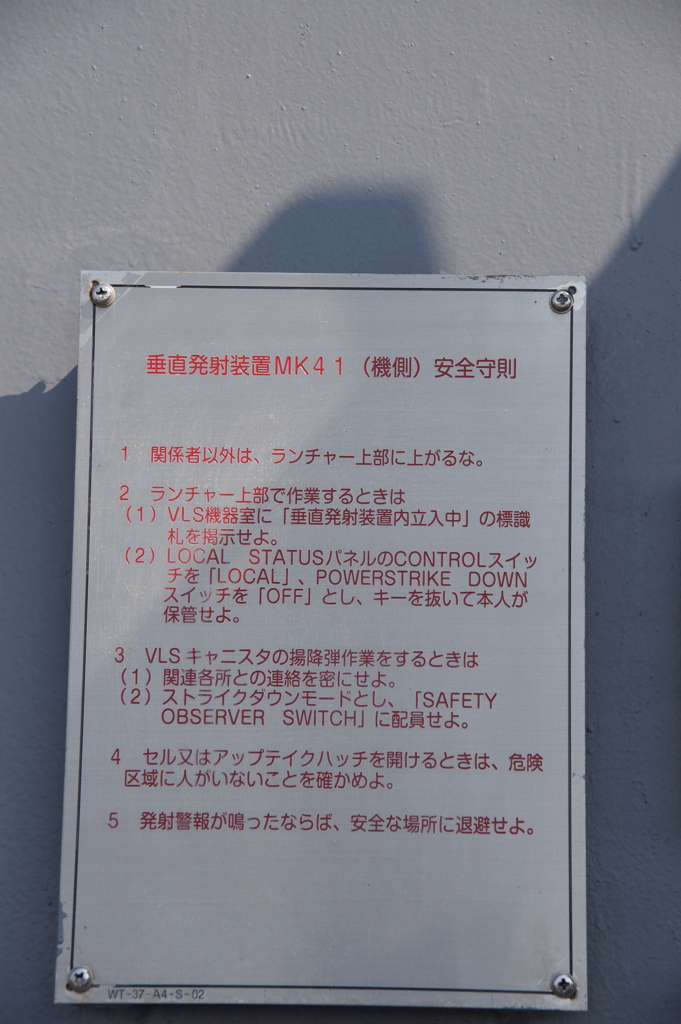 垂直発射装置MK41（機側）安全守則
1 関係者以外は、ランチャー上部に上がるな。
2 ランチャー上部で作業するときは
（1）VLS機器室に「垂直発射装置内立入中」の標識
札を掲示せよ。
（2）LOCAL STATUSパネルのCONTROLスイッ
チを「LOCAL」、POWERSTRIKE DOWN
スイッチを「OFF」とし、キーを抜いて本人が
保管せよ。
3 VLSキャニスタの揚降弾作業をするときは
（1）関連各所との連絡を密にせよ。
（2）ストライクダウンモードとし、「SAFETY
OBSERVER SWITCH」に配員せよ。
4 セル又はアップテイクハッチを開けるときは、危険
区域に人がいないことを確かめよ。
5 発射警報が鳴ったならば、安全な場所に退避せよ。
WT-37-A4-S-02